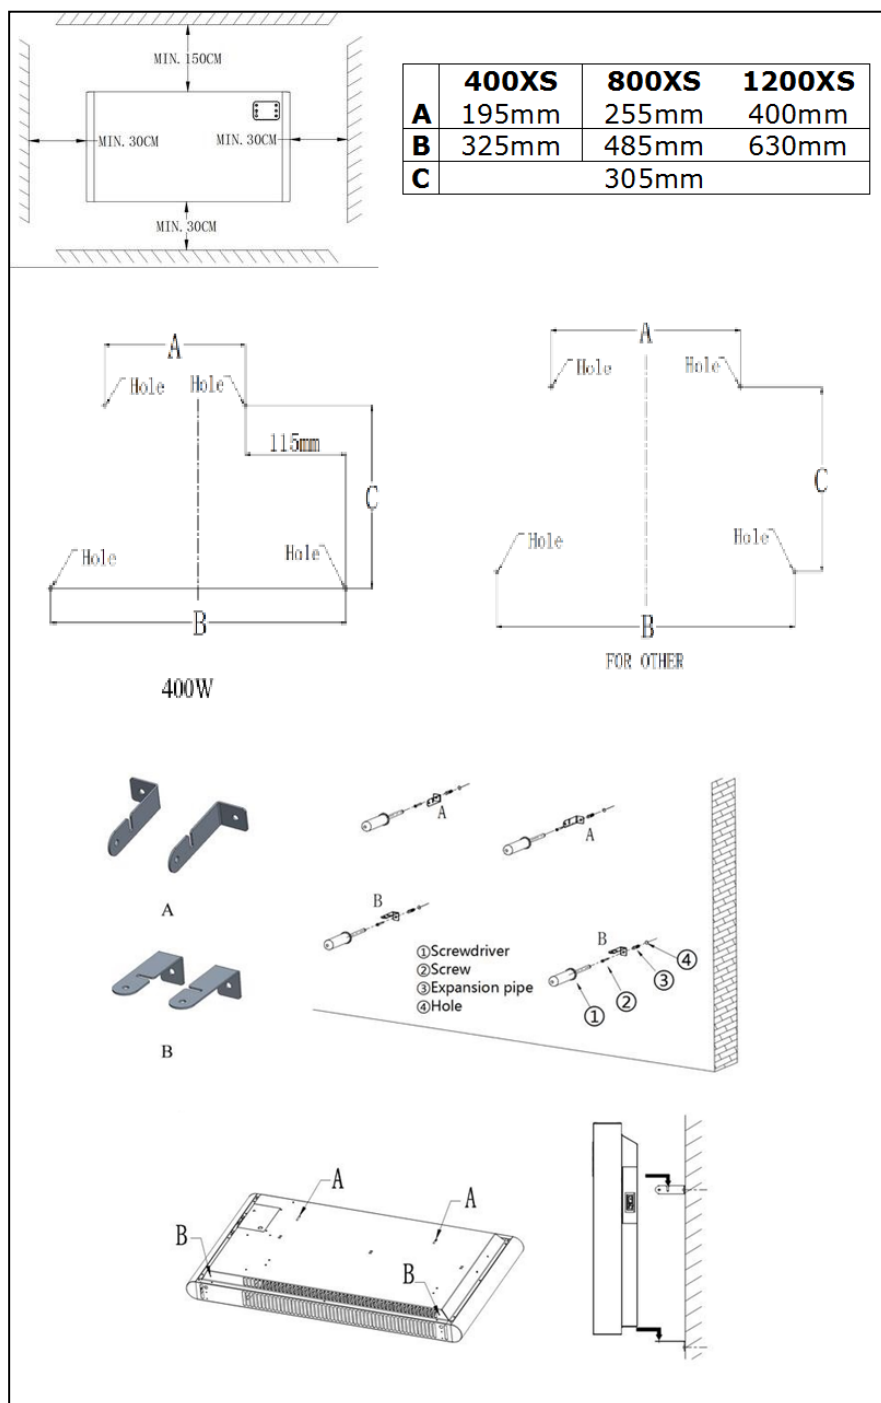 MIN. 150CM
MIN. 30CM
MIN. 30CM
MIN. 30CM
400XS 800XS 1200XS
A 195mm 255mm 400mm
B 325mm 485mm 630mm
C 305mm
A
Hole Hole
115mm
C
Hole Hole
B
400W
A
Hole Hole
C
Hole Hole
B
FOR OTHER
A
B
A
A
B
B
①Screwdriver
②Screw
③Expansion pipe
④Hole
① ② ③ ④
A
A
B
B